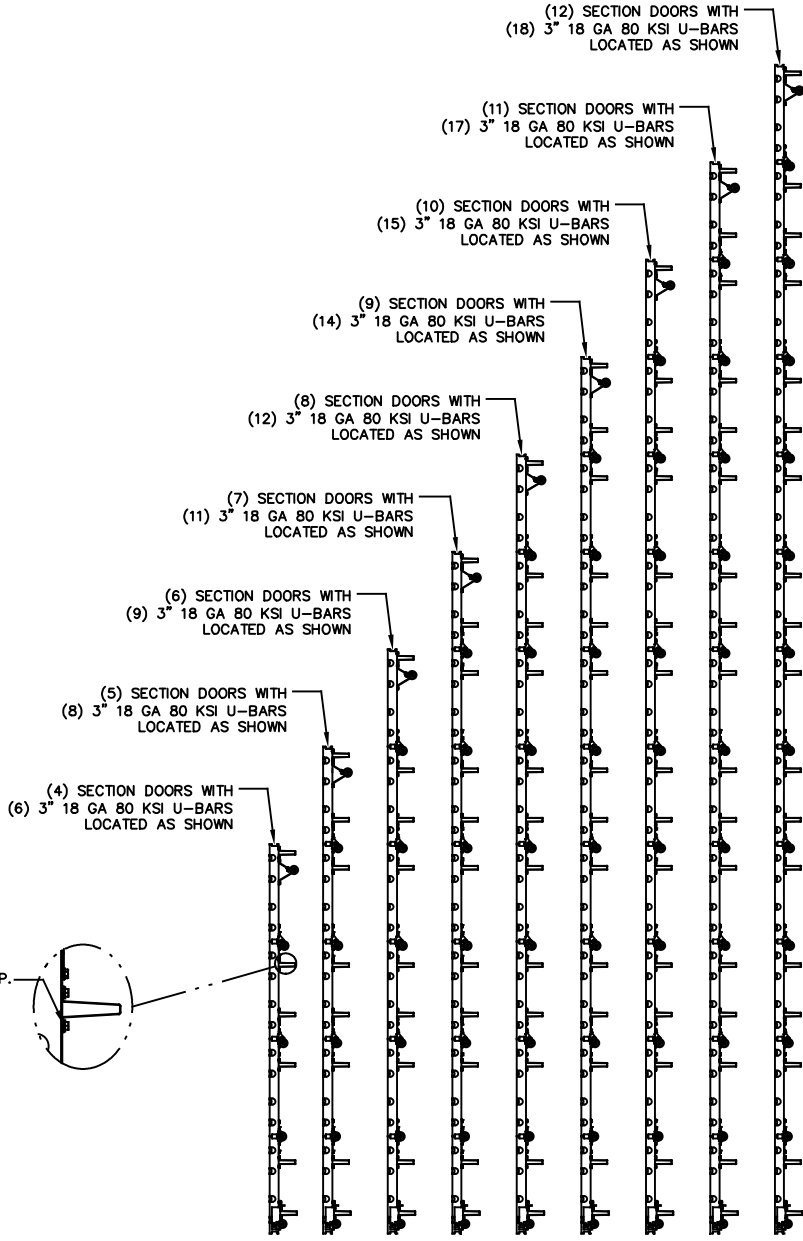 (12) SECTION DOORS WITH
(18) 3" 18 GA 80 KSI U-BARS
LOCATED AS SHOWN
(11) SECTION DOORS WITH
(17) 3" 18 GA 80 KSI U-BARS
LOCATED AS SHOWN
(10) SECTION DOORS WITH
(15) 3" 18 GA 80 KSI U-BARS
LOCATED AS SHOWN
(9) SECTION DOORS WITH
(14) 3" 18 GA 80 KSI U-BARS
LOCATED AS SHOWN
(8) SECTION DOORS WITH
(12) 3" 18 GA 80 KSI U-BARS
LOCATED AS SHOWN
(7) SECTION DOORS WITH
(11) 3" 18 GA 80 KSI U-BARS
LOCATED AS SHOWN
(6) SECTION DOORS WITH
(9) 3" 18 GA 80 KSI U-BARS
LOCATED AS SHOWN
(5) SECTION DOORS WITH
(8) 3" 18 GA 80 KSI U-BARS
LOCATED AS SHOWN
(4) SECTION DOORS WITH
(6) 3" 18 GA 80 KSI U-BARS
LOCATED AS SHOWN
P.